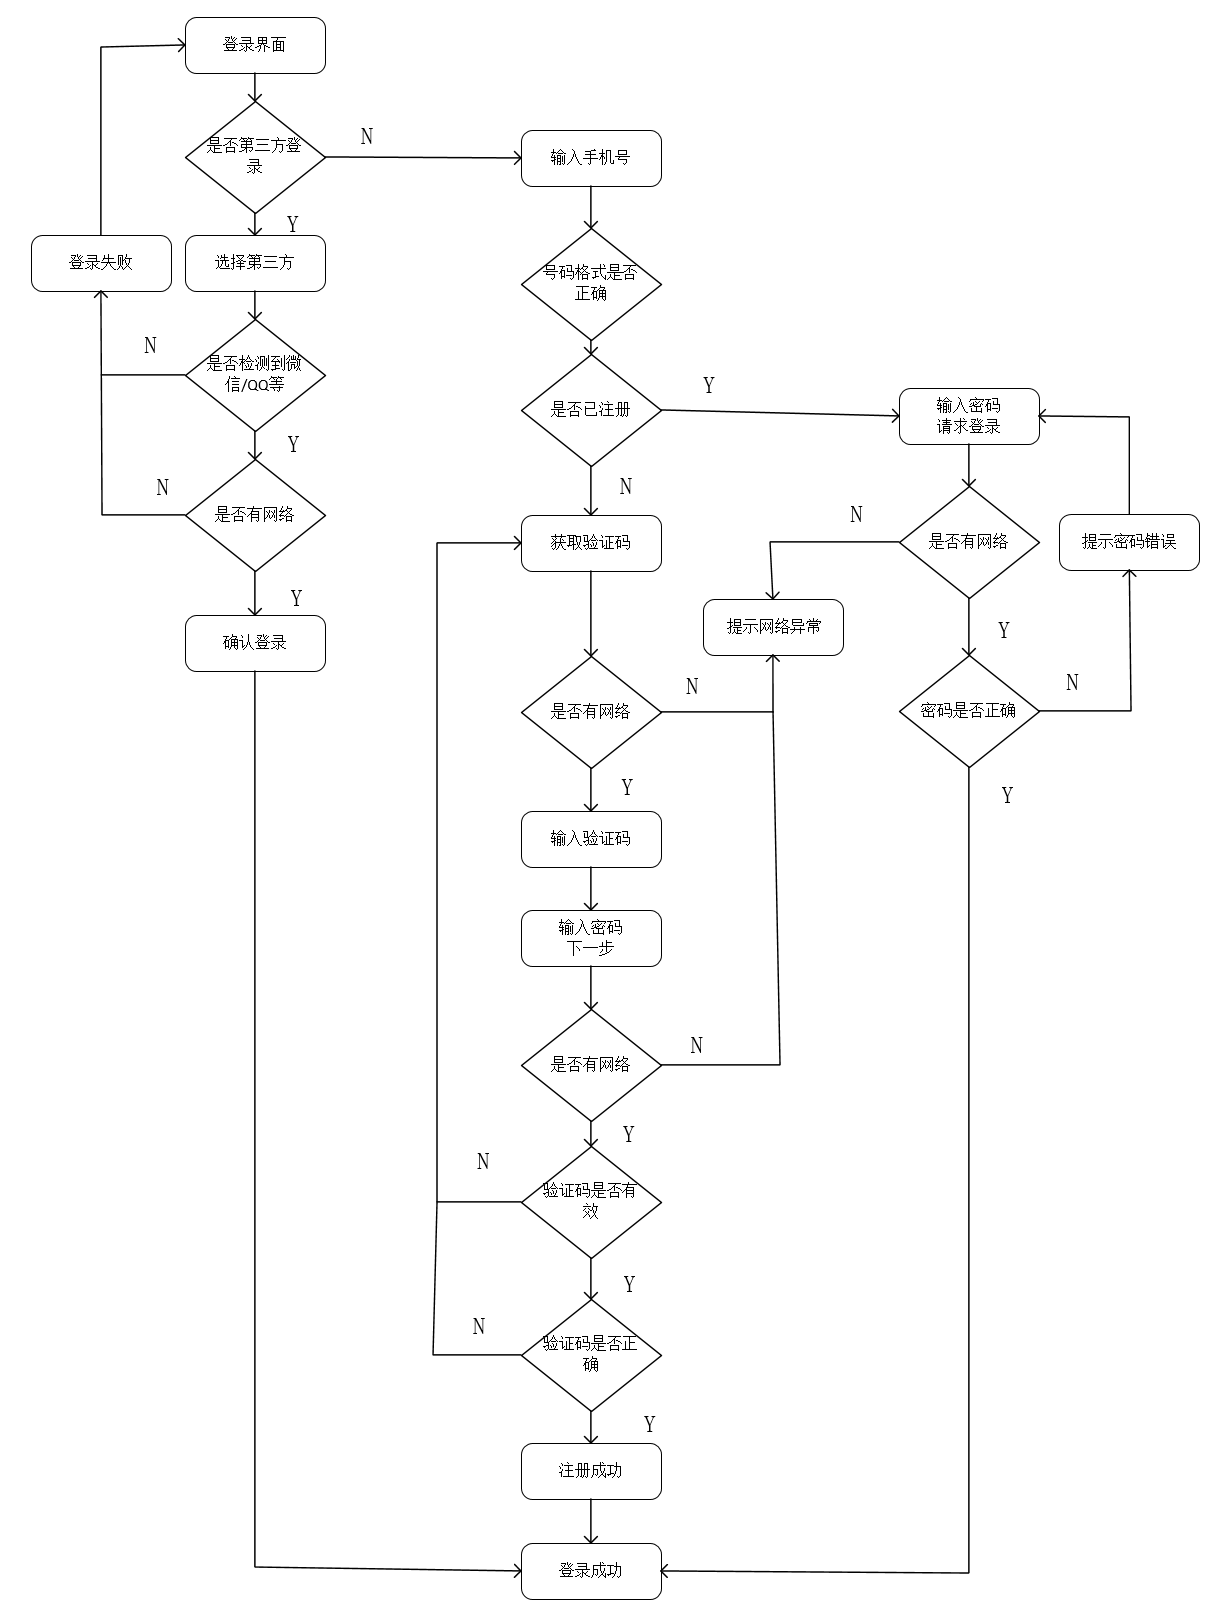 登录界面
是否第三方登
录
N
Y
登录失败
选择第三方
N
是否检测到微
信/QQ等
Y
N
是否有网络
Y
确认登录
输入手机号
号码格式是否
正确
是否已注册
Y
N
获取验证码
是否有网络
N
Y
输入验证码
输入密码
下一步
是否有网络
N
Y
N
验证码是否有
效
Y
N
验证码是否正
确
Y
注册成功
登录成功
输入密码
请求登录
N
是否有网络
提示密码错误
提示网络异常
Y
密码是否正确
N
Y